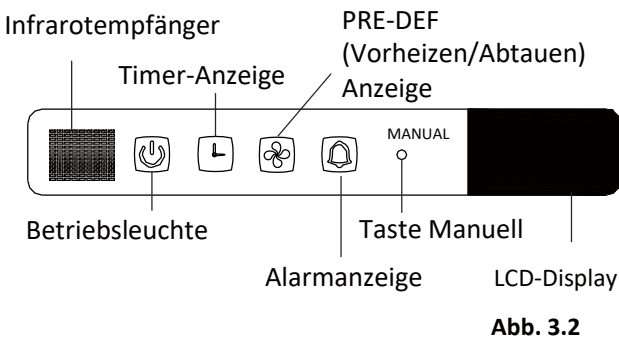 Infrarotempfänger
PRE-DEF
(Vorheizen/Abtauen)
Anzeige
Timer-Anzeige
MANUAL
Betriebsleuchte
Taste Manuell
Alarmanzeige
LCD-Display
Abb. 3.2